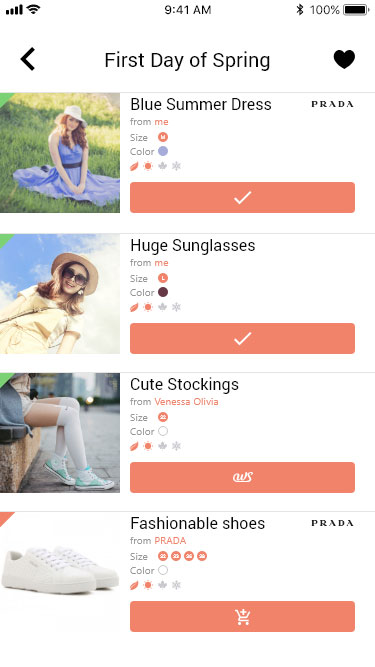 9:41 AM 100%
First Day of Spring
Blue Summer Dress PRADA
from me
Size M
Color
Huge Sunglasses
from me
Size L
Color
Cute Stockings
from Venessa Olivia
Size
Color
Fashionable shoes PRADA
from PRADA
Size
Color